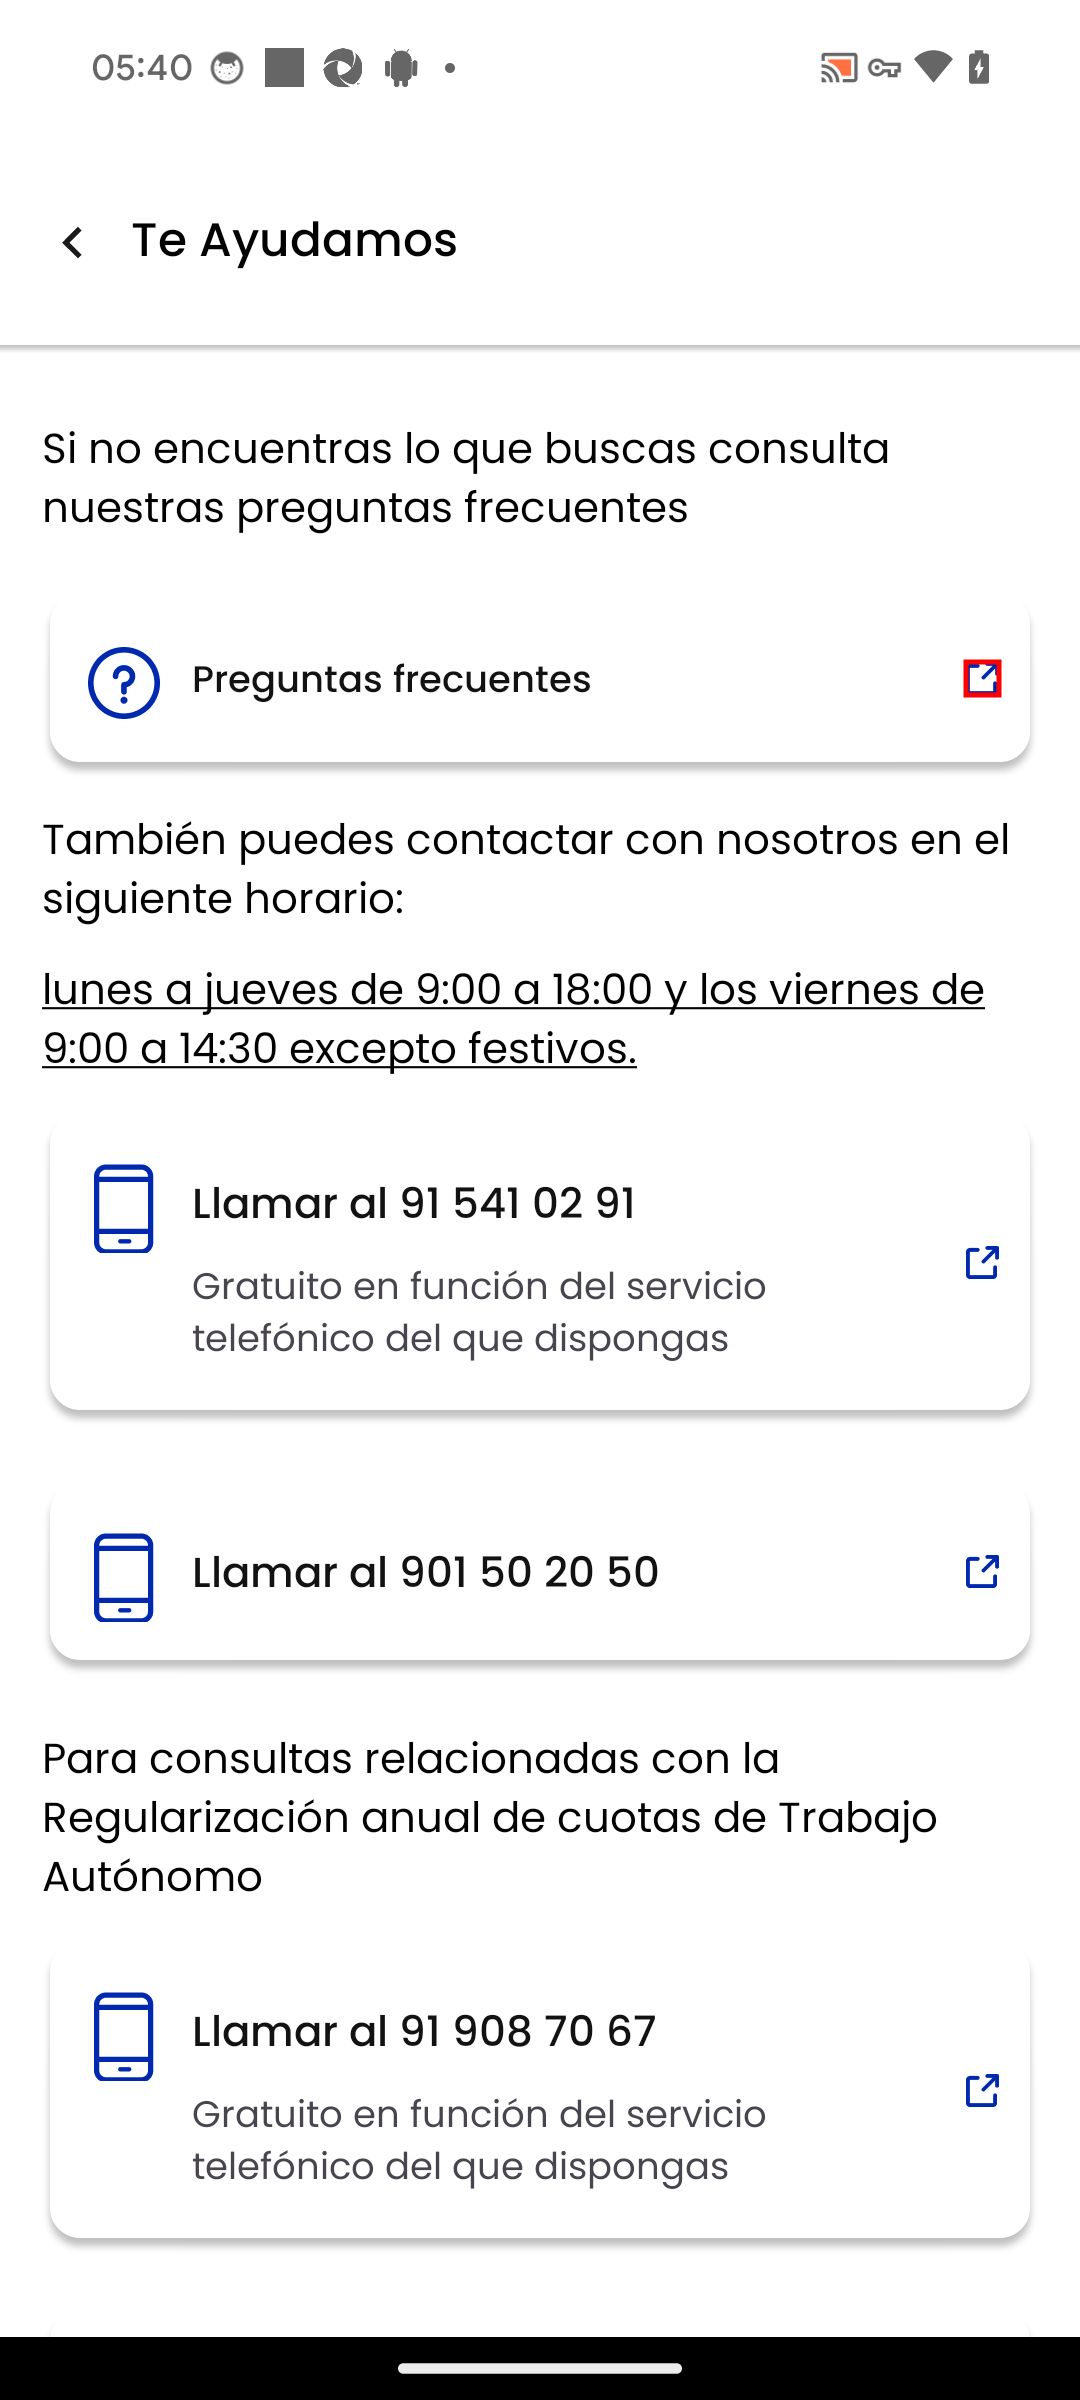 05:40
Te Ayudamos
Si no encuentras lo que buscas consulta
nuestras preguntas frecuentes
Preguntas frecuentes
También puedes contactar con nosotros en el
siguiente horario:
lunes a jueves de 9:00 a 18:00 y los viernes de
9:00 a 14:30 excepto festivos.
Llamar al 91 541 02 91
Gratuito en función del servicio
telefónico del que dispongas
Llamar al 901 50 20 50
Para consultas relacionadas con la
Regularización anual de cuotas de Trabajo
Autónomo
Llamar al 91 908 70 67
Gratuito en función del servicio
telefónico del que dispongas